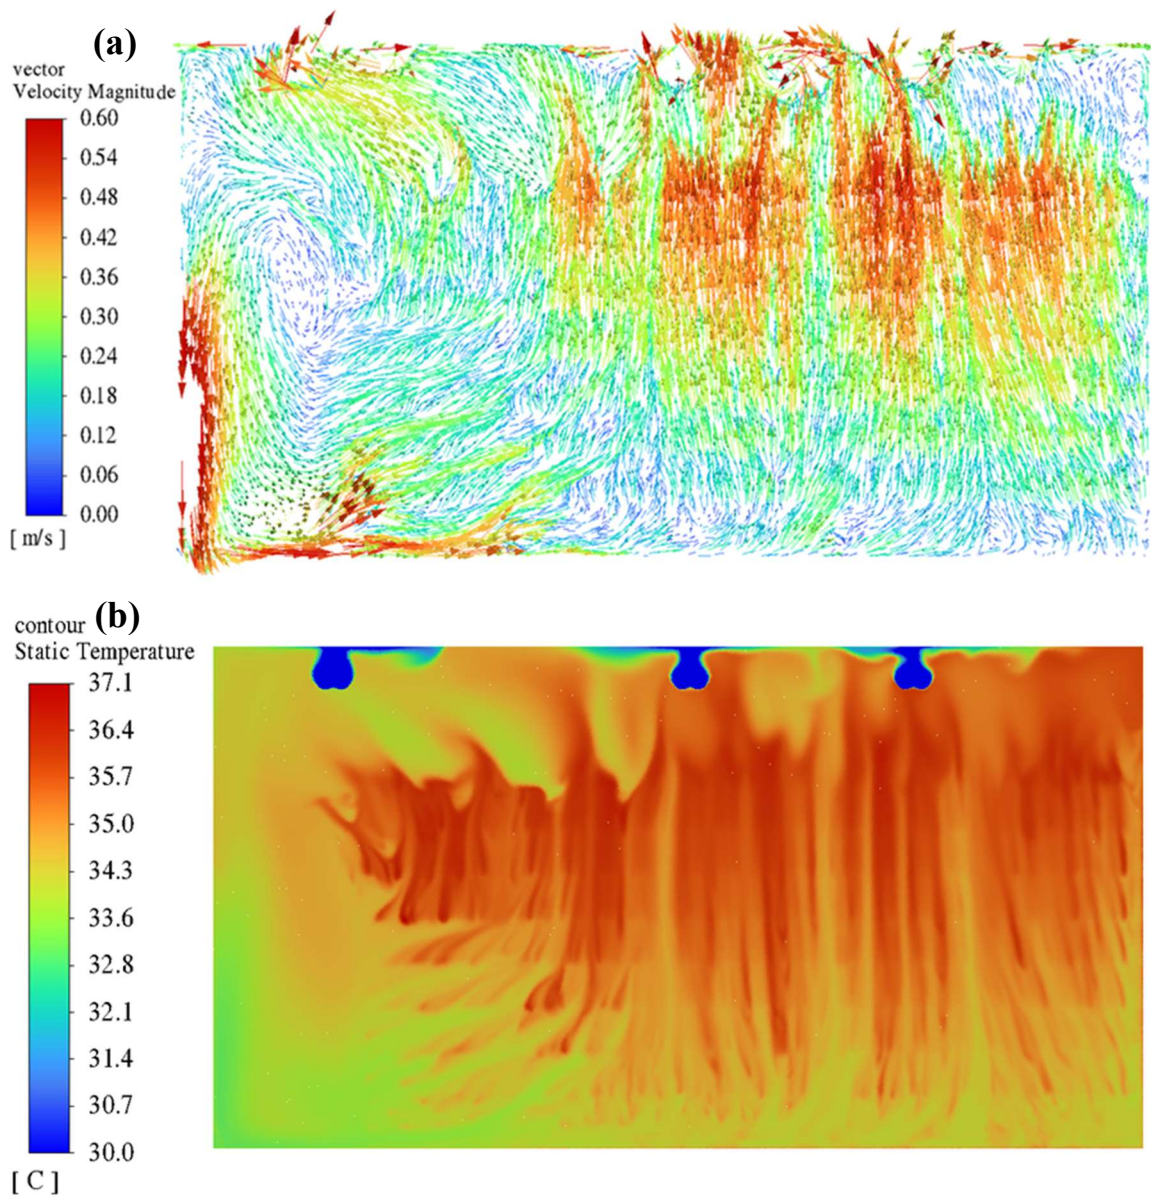 (a)
vector
Velocity Magnitude
0.60
0.54
0.48
0.42
0.36
0.30
0.24
0.18
0.12
0.06
0.00
[ m/s ]
(b)
contour
Static Temperature
37.1
36.4
35.7
35.0
34.3
33.6
32.8
32.1
31.4
30.7
30.0
[ C ]